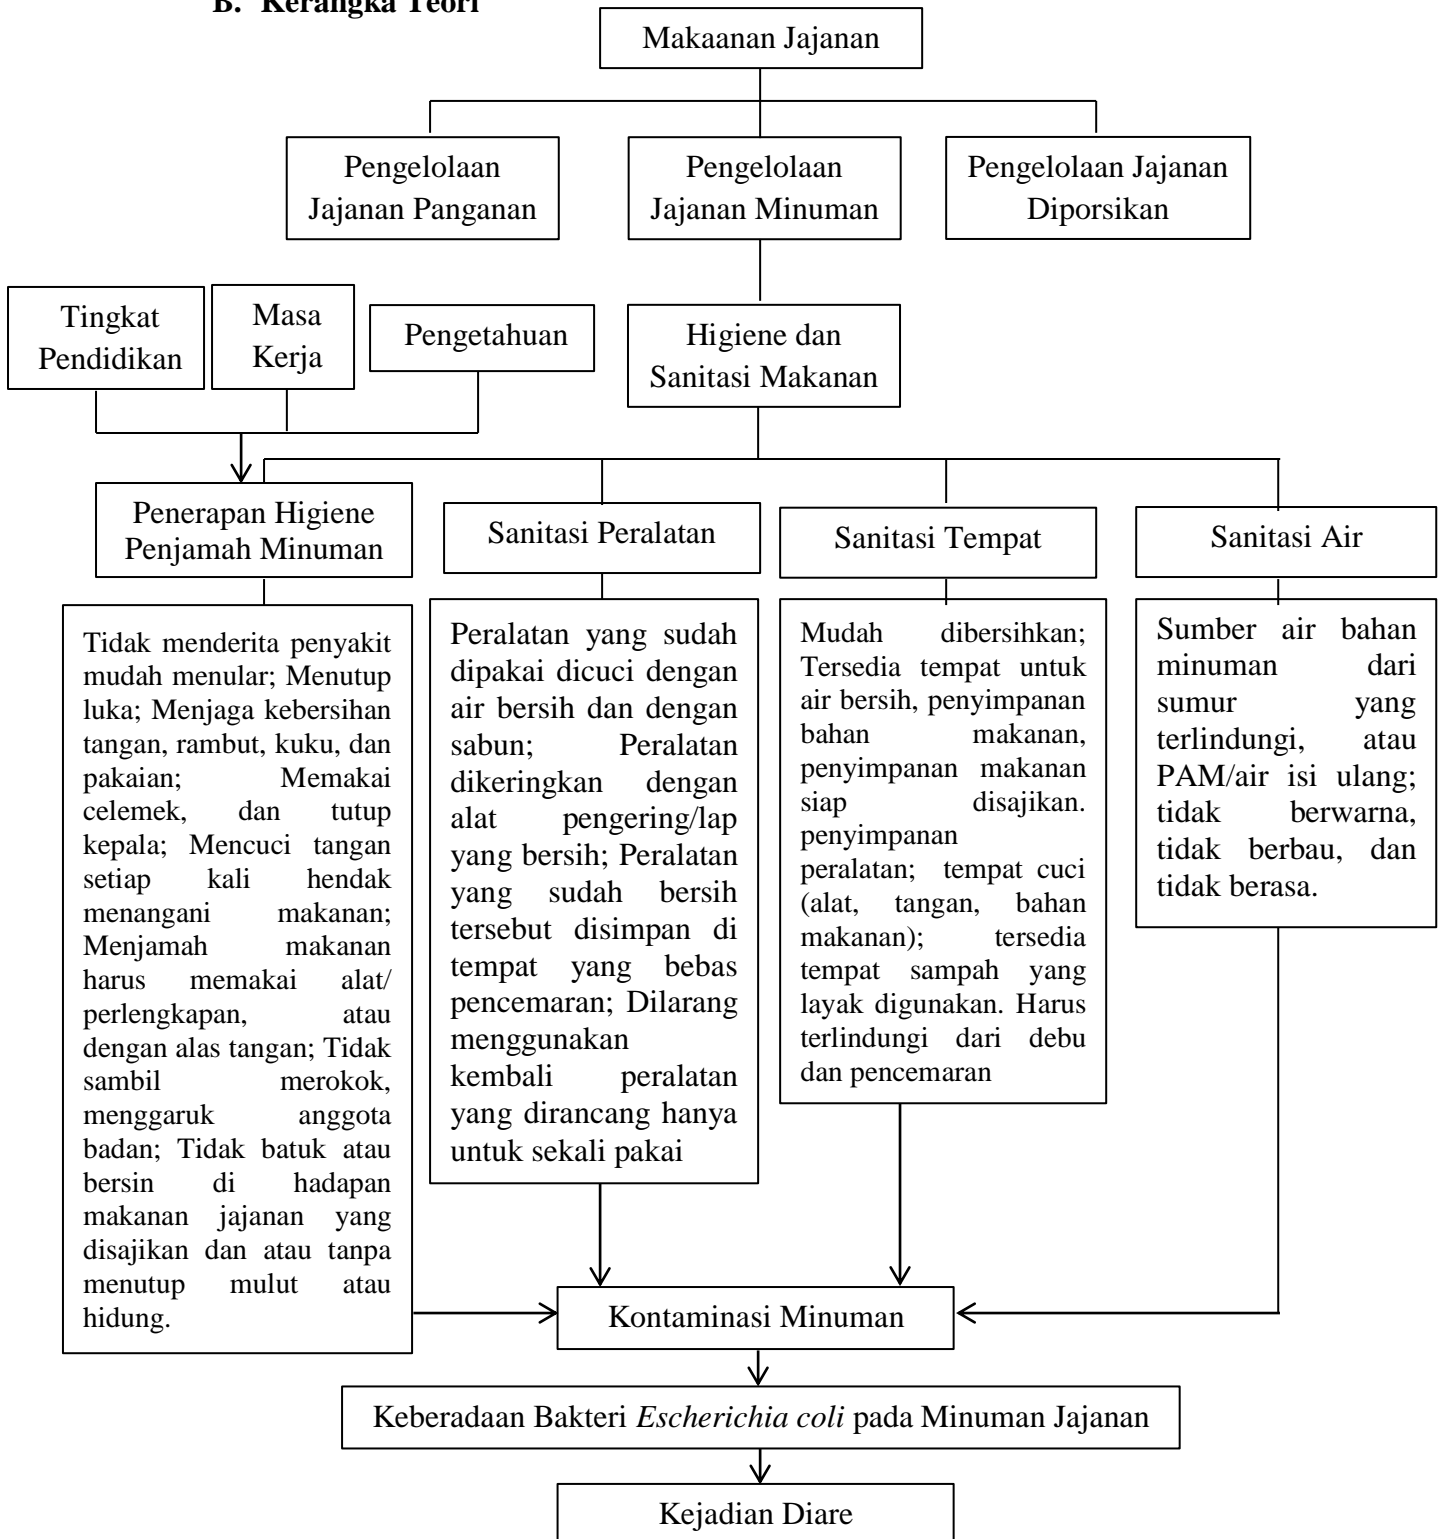 B. Kerangka Teori
Makaanan Jajanan
Pengelolaan
Jajanan Panganan
Pengelolaan
Jajanan Minuman
Pengelolaan Jajanan
Diporsikan
Tingkat
Pendidikan
Masa
Kerja
Pengetahuan
Higiene dan
Sanitasi Makanan
Penerapan Higiene
Penjamah Minuman
Sanitasi Peralatan
Sanitasi Tempat
Sanitasi Air
Tidak menderita penyakit
mudah menular; Menutup
luka; Menjaga kebersihan
tangan, rambut, kuku, dan
pakaian; Memakai
celemek, dan tutup
kepala; Mencuci tangan
setiap kali hendak
menangani makanan;
Menjamah makanan
harus memakai alat/
perlengkapan, atau
dengan alas tangan; Tidak
sambil merokok,
menggaruk anggota
badan; Tidak batuk atau
bersin di hadapan
makanan jajanan yang
disajikan dan atau tanpa
menutup mulut atau
hidung.
Peralatan yang sudah
dipakai dicuci dengan
air bersih dan dengan
sabun; Peralatan
dikeringkan dengan
alat pengering/lap
yang bersih; Peralatan
yang sudah bersih
tersebut disimpan di
tempat yang bebas
pencemaran; Dilarang
menggunakan
kembali peralatan
yang dirancang hanya
untuk sekali pakai
Mudah dibersihkan;
Tersedia tempat untuk
air bersih, penyimpanan
bahan makanan,
penyimpanan makanan
siap disajikan.
penyimpanan
peralatan; tempat cuci
(alat, tangan, bahan
makanan); tersedia
tempat sampah yang
layak digunakan. Harus
terlindungi dari debu
dan pencemaran
Sumber air bahan
minuman dari
sumur yang
terlindungi, atau
PAM/air isi ulang;
tidak berwarna,
tidak berbau, dan
tidak berasa.
Kontaminasi Minuman
Keberadaan Bakteri Escherichia coli pada Minuman Jajanan
Kejadian Diare